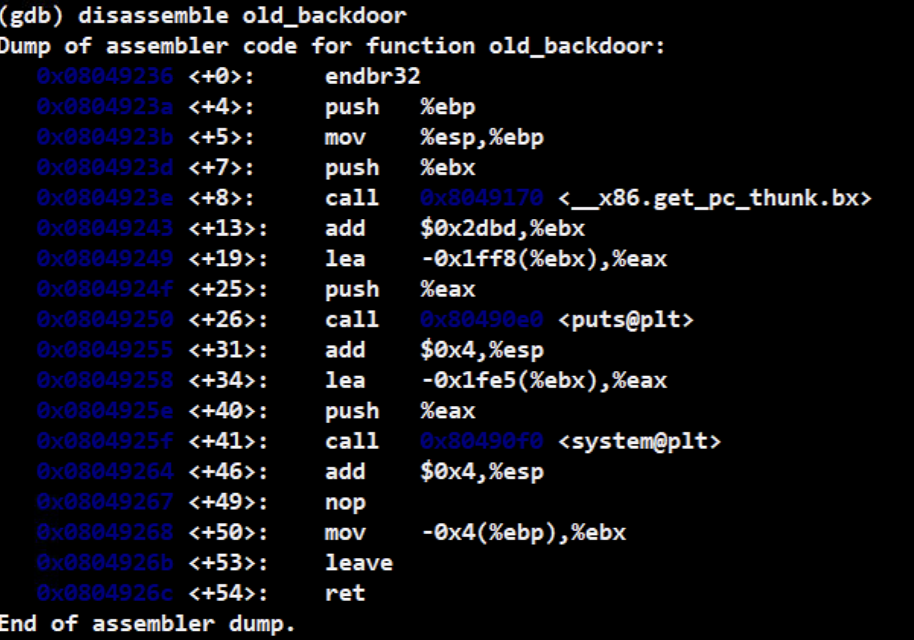 (gdb) disassemble old_backdoor
Dump of assembler code for function old_backdoor:
   0x08049236 <+0>:     endbr32
   0x0804923a <+4>:     push   %ebp
   0x0804923b <+5>:     mov    %esp,%ebp
   0x0804923d <+7>:     push   %ebx
   0x0804923e <+8>:     call   0x8049170 <__x86.get_pc_thunk.bx>
   0x08049243 <+13>:    add    $0x2dbd,%ebx
   0x08049249 <+19>:    lea    -0x1ff8(%ebx),%eax
   0x0804924f <+25>:    push   %eax
   0x08049250 <+26>:    call   0x80490e0 <puts@plt>
   0x08049255 <+31>:    add    $0x4,%esp
   0x08049258 <+34>:    lea    -0x1fe5(%ebx),%eax
   0x0804925e <+40>:    push   %eax
   0x0804925f <+41>:    call   0x80490f0 <system@plt>
   0x08049264 <+46>:    add    $0x4,%esp
   0x08049267 <+49>:    nop
   0x08049268 <+50>:    mov    -0x4(%ebp),%ebx
   0x0804926b <+53>:    leave
   0x0804926c <+54>:    ret
End of assembler dump.